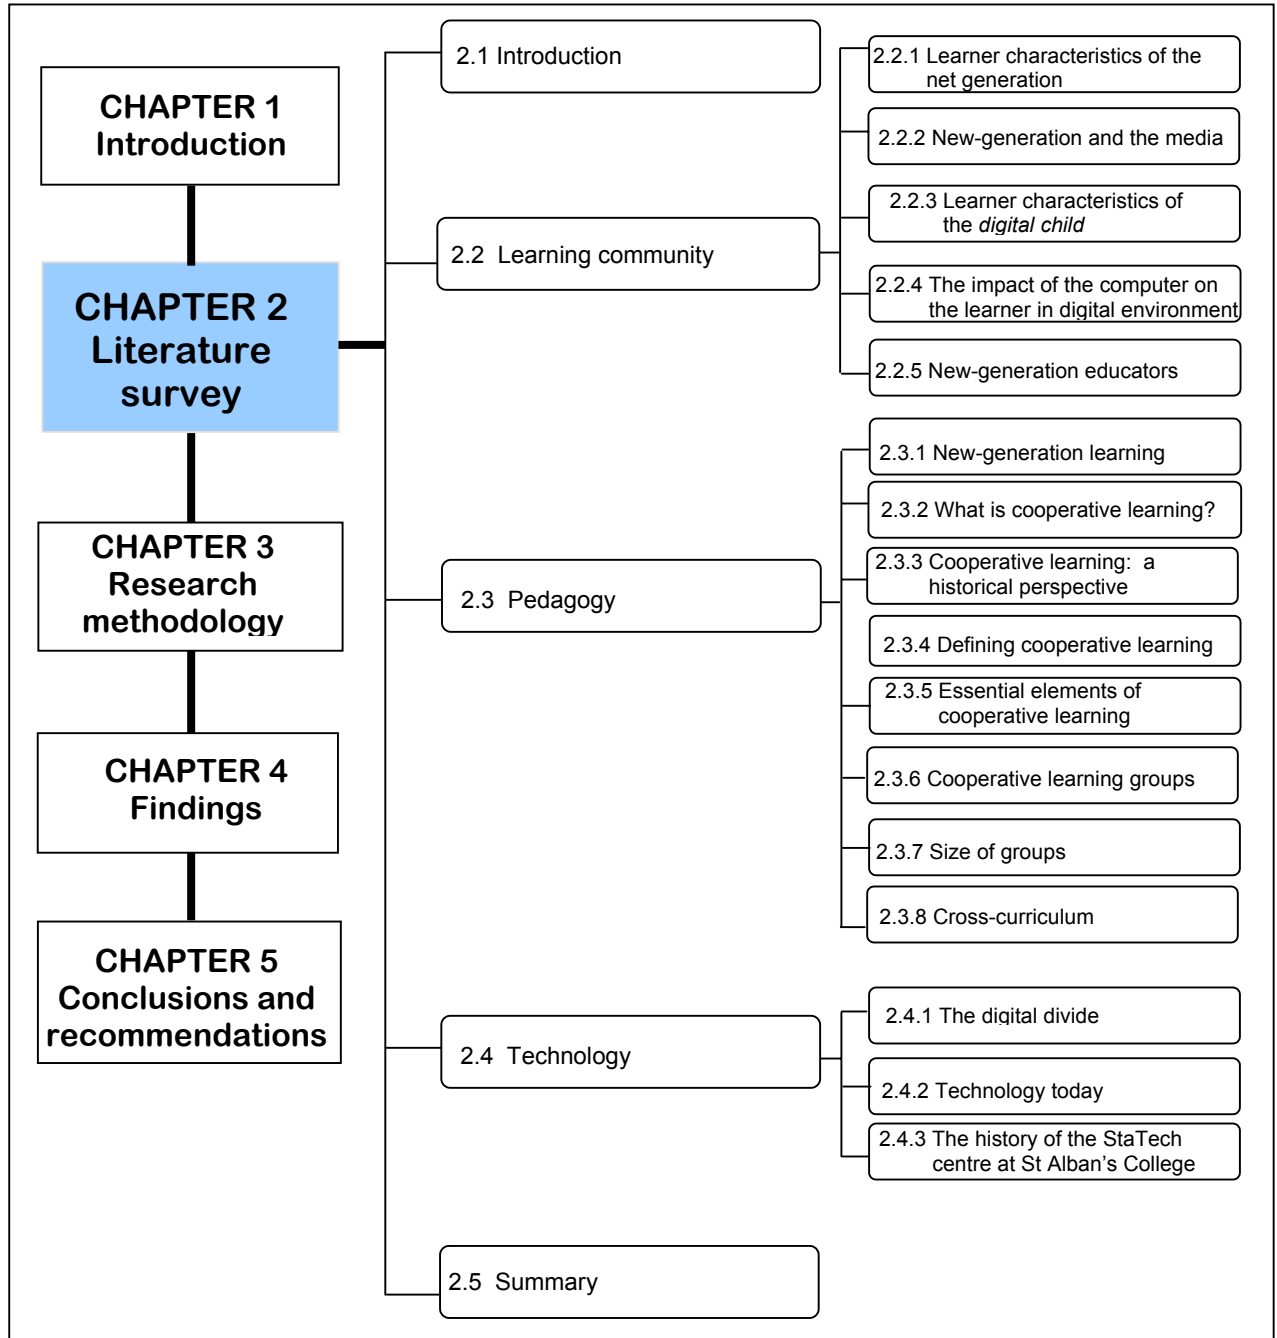 CHAPTER 1
Introduction
CHAPTER 2
Literature
survey
CHAPTER 3
Research
methodology
CHAPTER 4
Findings
CHAPTER 5
Conclusions and
recommendations
2.1 Introduction
2.2 Learning community
2.2.1 Learner characteristics of the
net generation
2.2.2 New-generation and the media
2.2.3 Learner characteristics of
the digital child
2.2.4 The impact of the computer on
the learner in digital environment
2.2.5 New-generation educators
2.3 Pedagogy
2.3.1 New-generation learning
2.3.2 What is cooperative learning?
2.3.3 Cooperative learning: a
historical perspective
2.3.4 Defining cooperative learning
2.3.5 Essential elements of
cooperative learning
2.3.6 Cooperative learning groups
2.3.7 Size of groups
2.3.8 Cross-curriculum
2.4 Technology
2.4.1 The digital divide
2.4.2 Technology today
2.4.3 The history of the StaTech
centre at St Alban's College
2.5 Summary